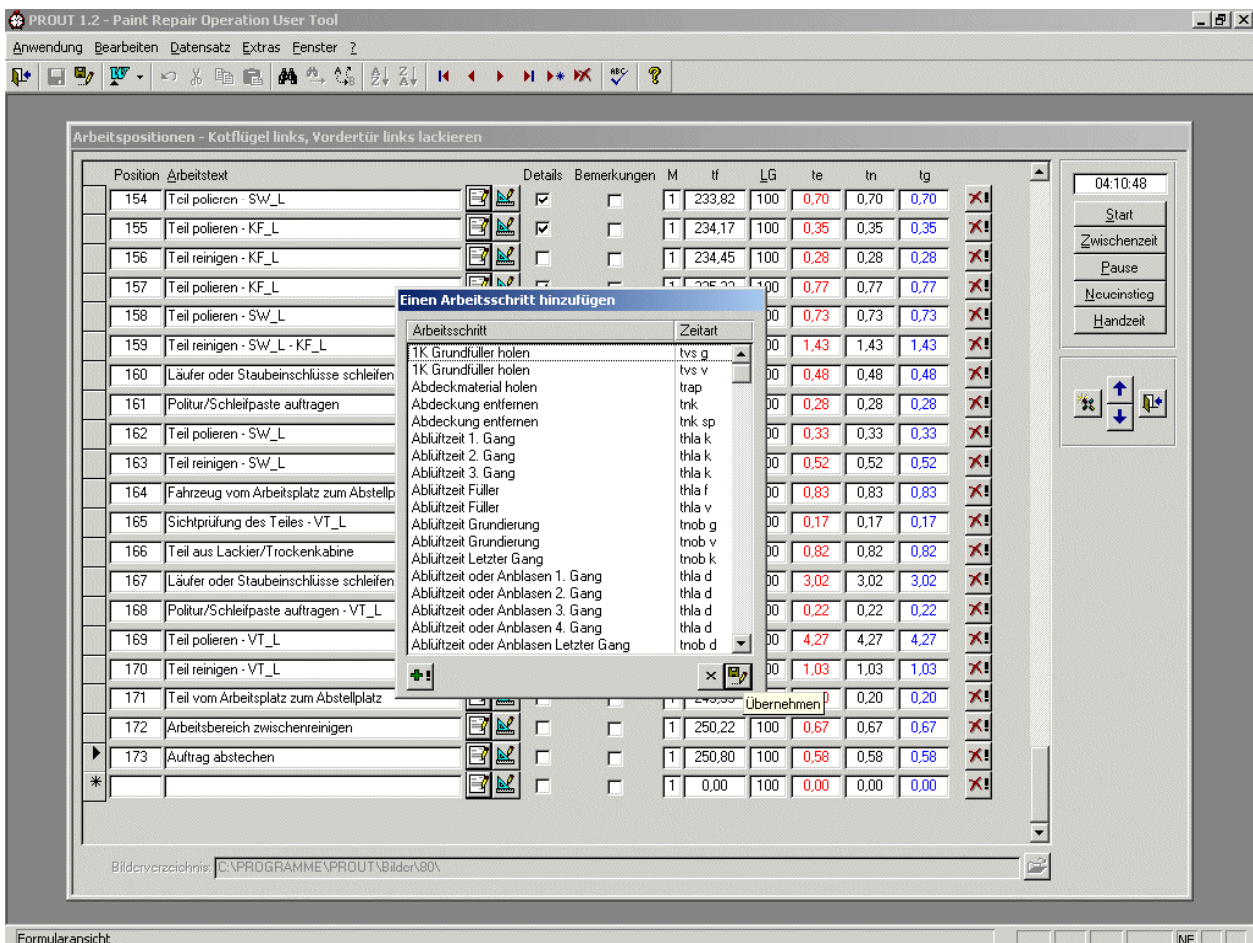 PROUT 1.2 - Paint Repair Operation User Tool
Anwendung Bearbeiten Datensatz Extras Fenster ?
Arbeitspositionen - Kotflügel links, Vordertür links lackieren
Position Arbeitstext Details Bemerkungen M tf LG te tn tg
154 Teil polieren - SW_L 1 233,82 100 0,70 0,70 0,70
155 Teil polieren - KF_L 1 234,17 100 0,35 0,35 0,35
156 Teil reinigen - KF_L 1 234,45 100 0,28 0,28 0,28
157 Teil polieren - KF_L 0,77 0,77 0,77
158 Teil polieren - SW_L 0,73 0,73 0,73
159 Teil reinigen - SW_L - KF_L 1,43 1,43 1,43
160 Läufer oder Staubeinschlüsse schleifen 0,48 0,48 0,48
161 Politur/Schleifpaste auftragen 0,28 0,28 0,28
162 Teil polieren - SW_L 0,33 0,33 0,33
163 Teil reinigen - SW_L 0,52 0,52 0,52
164 Fahrzeug vom Arbeitsplatz zum 0,83 0,83 0,83
165 Sichtprüfung des Teiles - VT_L 0,17 0,17 0,17
166 Teil aus Lackier/Trockenkabine 0,82 0,82 0,82
167 Läufer oder Staubeinschlüsse schleifen 3,02 3,02 3,02
168 Politur/Schleifpaste auftragen - VT_L 0,22 0,22 0,22
169 Teil polieren - VT_L 4,27 4,27 4,27
170 Teil reinigen - VT_L 1,03 1,03 1,03
171 Teil vom Arbeitsplatz zum Abstellplatz 0,20 0,20
172 Arbeitsbereich zwischenreinigen 1 250,22 100 0,67 0,67 0,67
173 Auftrag abstechen 1 250,80 100 0,58 0,58 0,58
1 0,00 100 0,00 0,00 0,00
Bilderverzeichnis: C:\PROGRAMME\PROUT\Bilder\80\
Einen Arbeitsschritt hinzufügen
Arbeitsschritt Zeitart
1K Grundfüller holen tvs g
1K Grundfüller holen tvs v
Abdeckmaterial holen trap
Abdeckung entfernen tnk
Abdeckung entfernen tnk sp
Ablüftzeit 1. Gang thla k
Ablüftzeit 2. Gang thla k
Ablüftzeit 3. Gang thla k
Ablüftzeit Füller thla f
Ablüftzeit Füller thla v
Ablüftzeit Grundierung tnob g
Ablüftzeit Grundierung tnob v
Ablüftzeit Letzter Gang tnob k
Ablüftzeit oder Anblasen 1. Gang thla d
Ablüftzeit oder Anblasen 2. Gang thla d
Ablüftzeit oder Anblasen 3. Gang thla d
Ablüftzeit oder Anblasen 4. Gang thla d
Ablüftzeit oder Anblasen Letzter Gang tnob d
Übernehmen
04:10:48
Start
Zwischenzeit
Pause
Neueinstieg
Handzeit
Formularansicht
NF